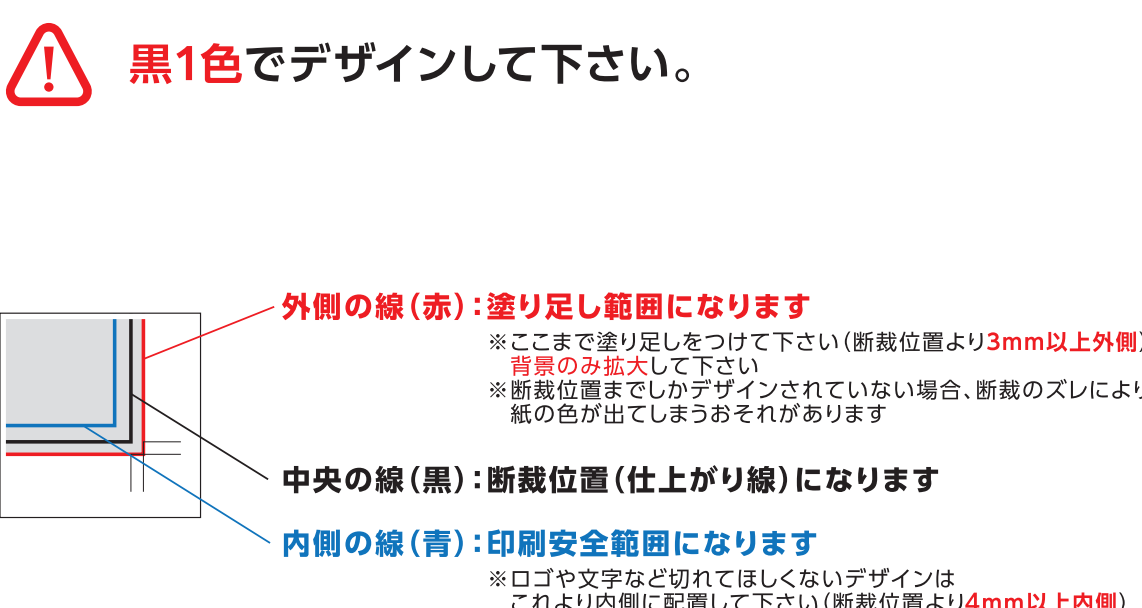 黒1色でデザインして下さい。
外側の線（赤）：塗り足し範囲になります
※ここまで塗り足しをつけて下さい（断裁位置より3mm以上外側）
背景のみ拡大して下さい
※断裁位置までしかデザインされていない場合、断裁のズレにより
紙の色が出てしまうおそれがあります
中央の線（黒）：断裁位置（仕上がり線）になります
内側の線（青）：印刷安全範囲になります
※ロゴや文字など切れてほしくないデザインは
これより内側に配置して下さい（断裁位置より4mm以上内側）